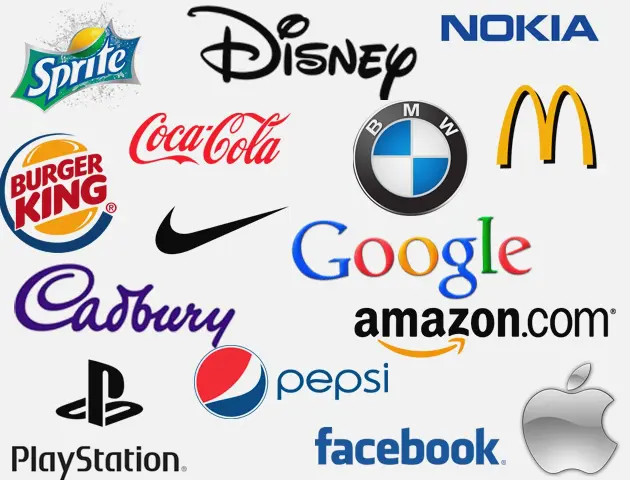 Sprite
Disney
NOKIA
Coca-Cola
BMW
BURGER
KING®
Google
Cadbury
amazon.com®
pepsi
PlayStation®
facebook®